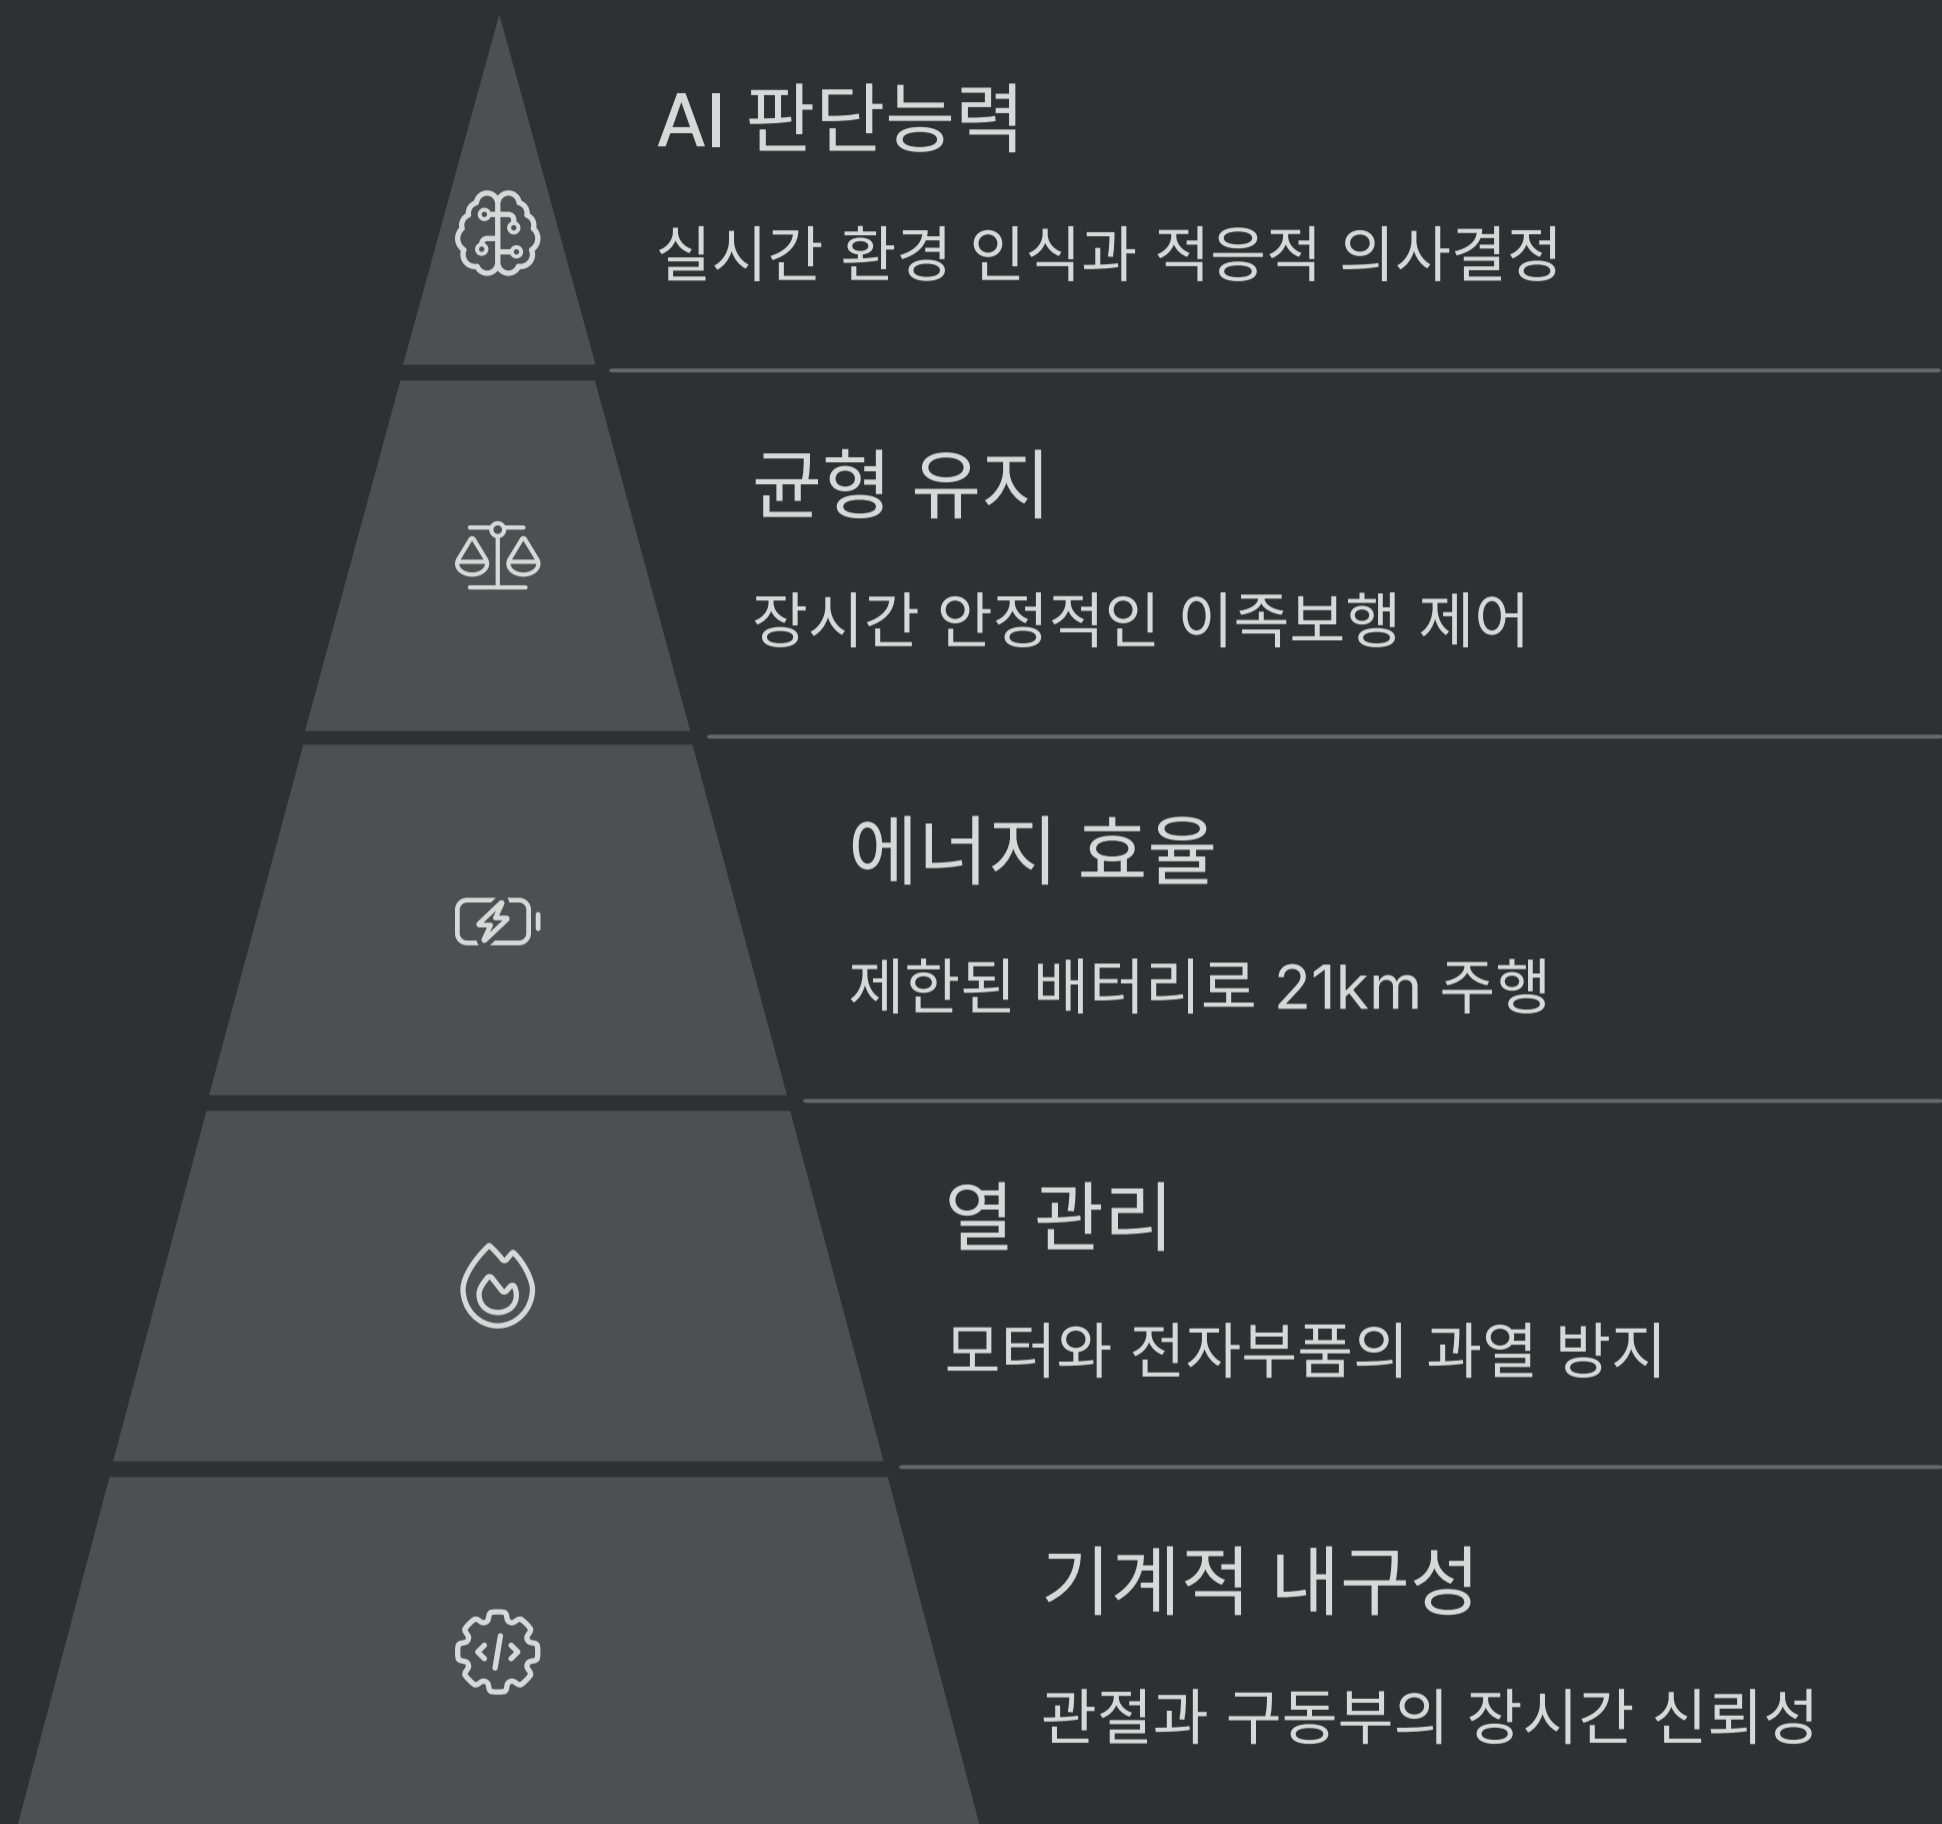 AI 판단능력
실시간 환경 인식과 적응적 의사결정
균형 유지
장시간 안정적인 이족보행 제어
에너지 효율
제한된 배터리로 21km 주행
열 관리
모터와 전자부품의 과열 방지
기계적 내구성
관절과 구동부의 장시간 신뢰성